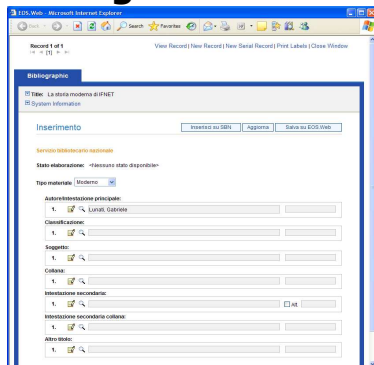 EOS.Web - Microsoft Internet Explorer
Search Favorites
Record 1 of 1
[1]
View Record | New Record | New Serial Record | Print Labels | Close Window
Bibliographic
Title: La storia moderna di IFNET
System Information
Inserimento
Inserisci su SBN Aggiorna Salva su EOS.Web
Servizio bibliotecario nazionale
Stato elaborazione: <Nessuno stato disponibile>
Tipo materiale Moderno
Autore/Intestazione principale:
1. Lunati, Gabriele
Classificazione:
1.
Soggetto:
1.
Collana:
1.
Intestazione secondaria:
1. Alt
Intestazione secondaria collana:
1.
Altro titolo:
1.